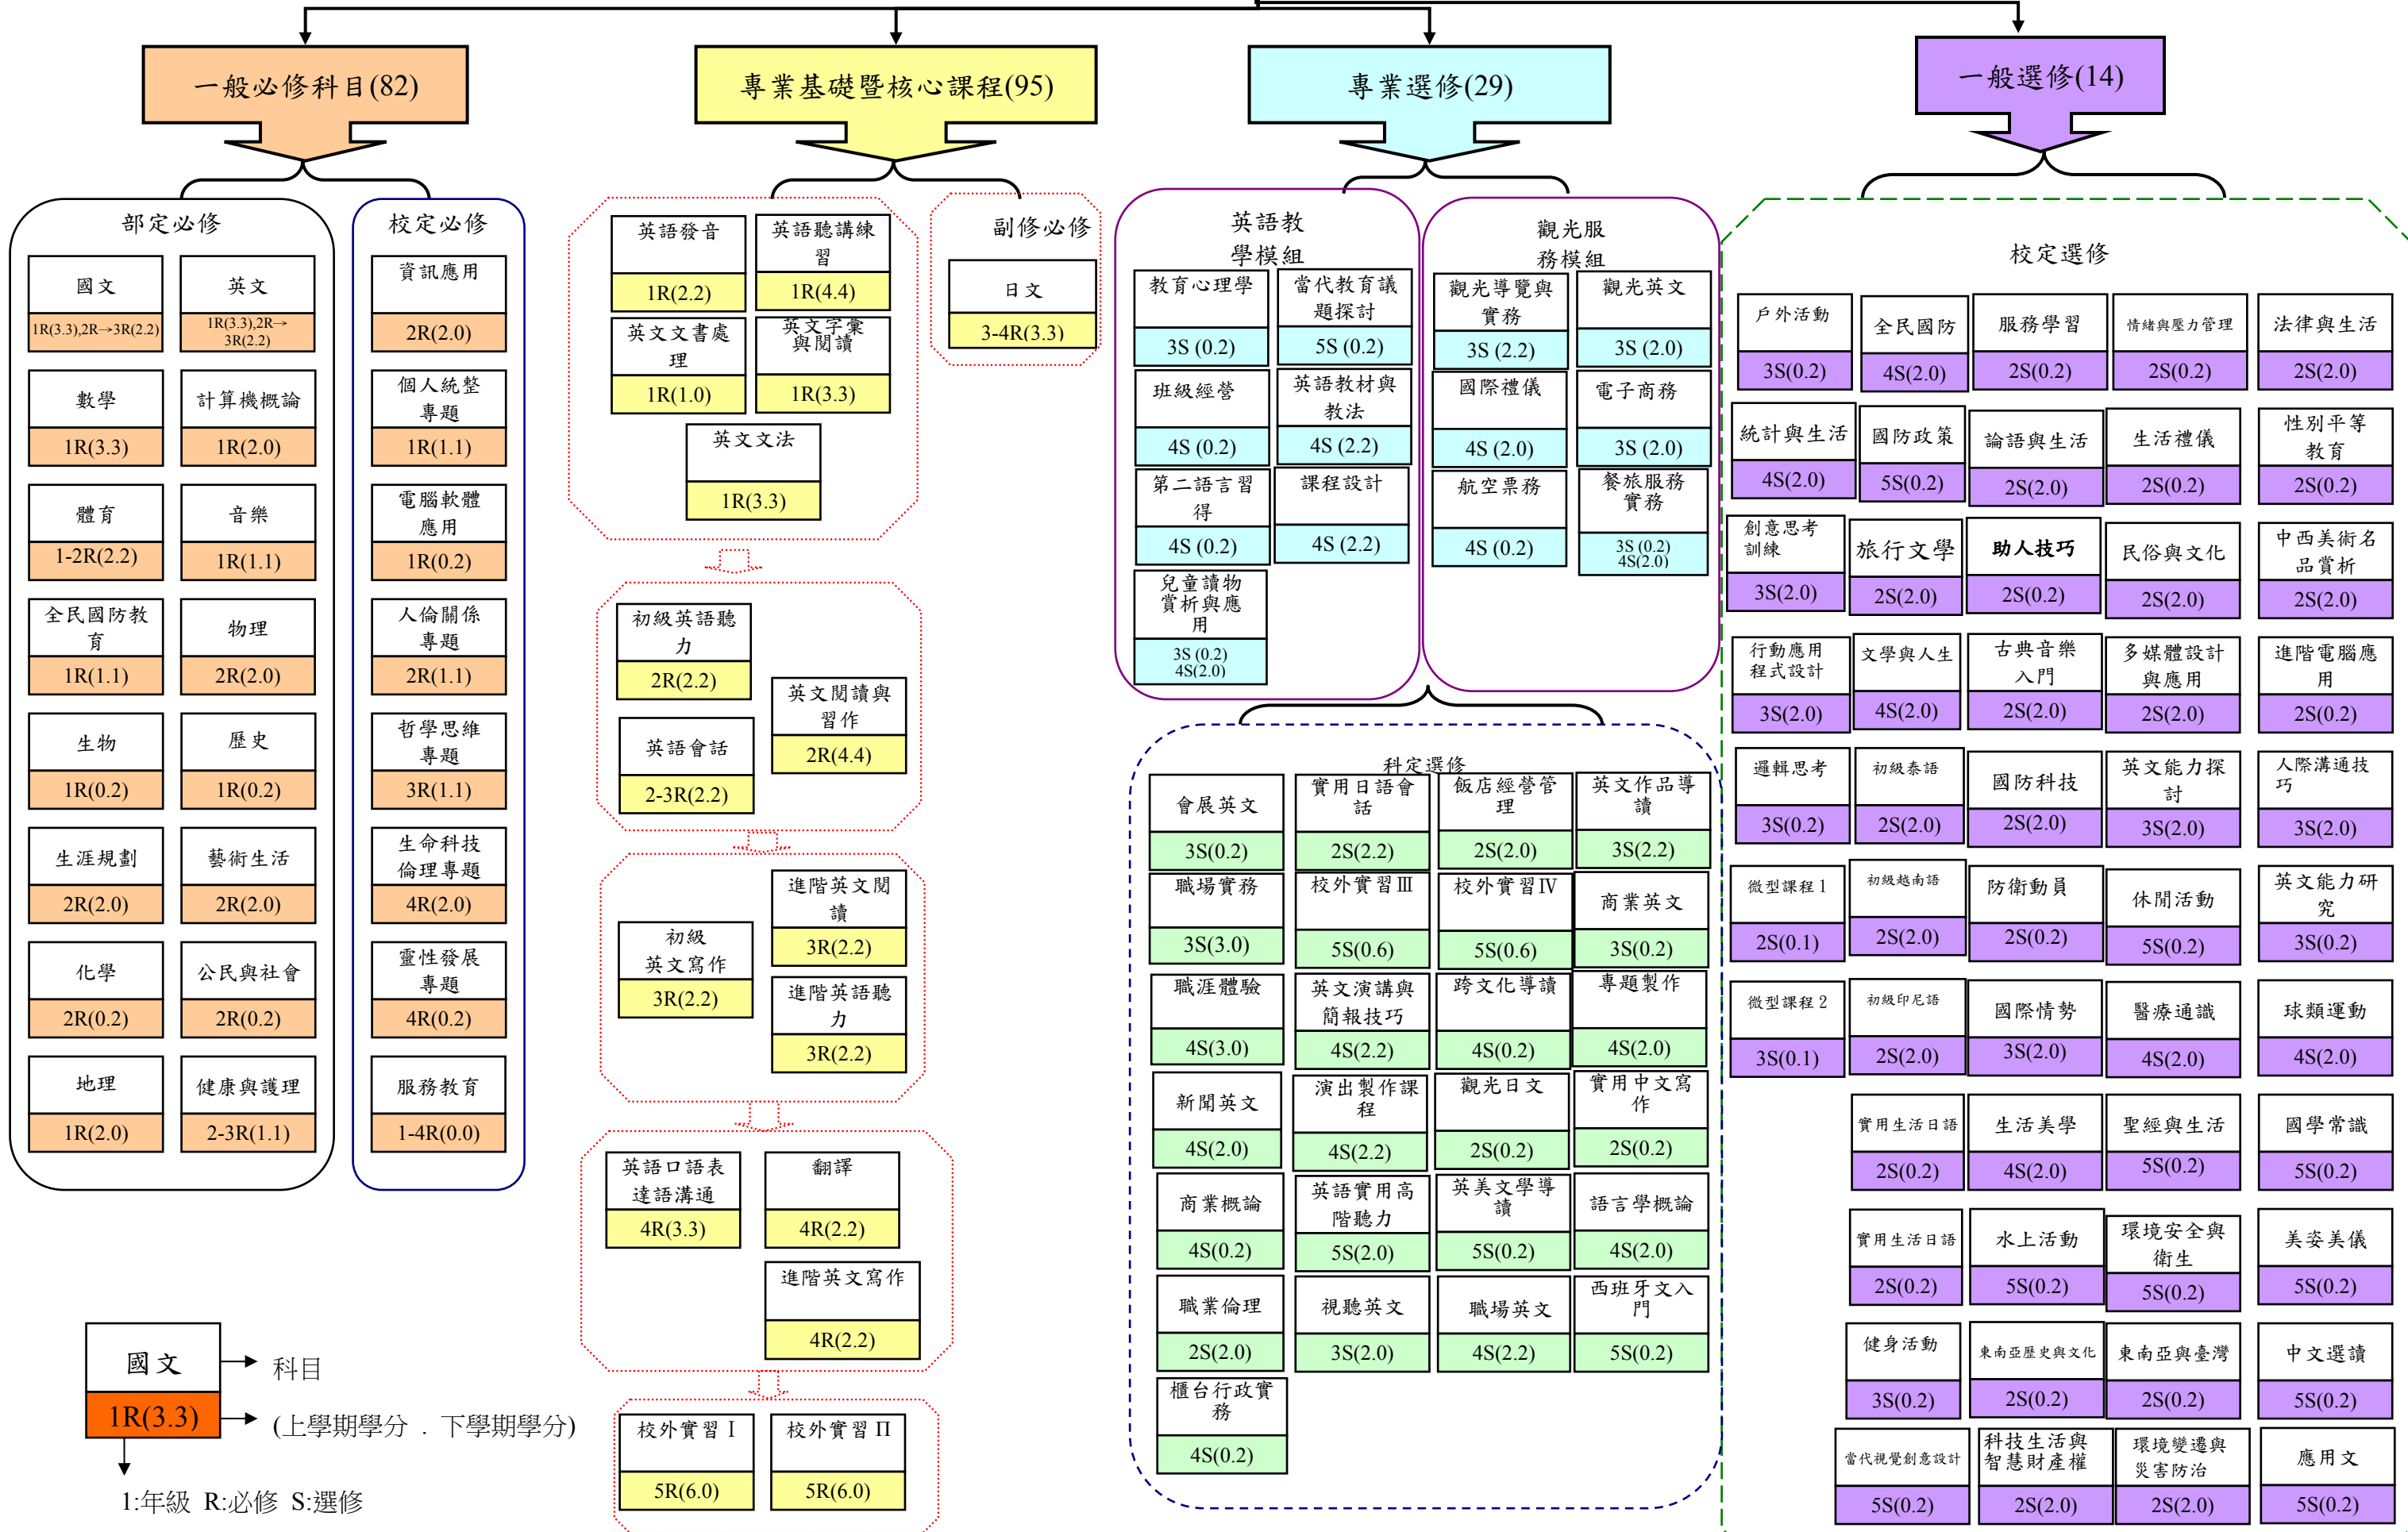 一般必修科目(82)
專業基礎暨核心課程(95)
專業選修(29)
一般選修(14)
部定必修
國文
1R(3.3),2R→3R(2.2)
英文
1R(3.3),2R→
3R(2.2)
數學
1R(3.3)
計算機概論
1R(2.0)
體育
1-2R(2.2)
音樂
1R(1.1)
全民國防教
育
1R(1.1)
物理
2R(2.0)
生物
1R(0.2)
歷史
1R(0.2)
生涯規劃
2R(2.0)
藝術生活
2R(2.0)
化學
2R(0.2)
公民與社會
2R(0.2)
地理
1R(2.0)
健康與護理
2-3R(1.1)
校定必修
資訊應用
2R(2.0)
個人統整
專題
1R(1.1)
電腦軟體
應用
1R(0.2)
人倫關係
專題
2R(1.1)
哲學思維
專題
3R(1.1)
生命科技
倫理專題
4R(2.0)
靈性發展
專題
4R(0.2)
服務教育
1-4R(0.0)
國文
科目
1R(3.3)
(上學期學分 . 下學期學分)
1:年級 R:必修 S:選修
英語發音
1R(2.2)
英語聽講練
習
1R(4.4)
英文文書處
理
1R(1.0)
英文字彙
與閱讀
1R(3.3)
英文文法
1R(3.3)
副修必修
日文
3-4R(3.3)
初級英語聽
力
2R(2.2)
英文閱讀與
習作
2R(4.4)
英語會話
2-3R(2.2)
進階英文閱
讀
3R(2.2)
初級
英文寫作
3R(2.2)
進階英語聽
力
3R(2.2)
英語口語表
達語溝通
4R(3.3)
翻譯
4R(2.2)
進階英文寫作
4R(2.2)
校外實習 I
5R(6.0)
校外實習 II
5R(6.0)
英語教
學模組
教育心理學
3S (0.2)
當代教育議
題探討
5S (0.2)
班級經營
4S (0.2)
英語教材與
教法
4S (2.2)
第二語言習
得
4S (0.2)
課程設計
4S (2.2)
兒童讀物
賞析與應
用
3S (0.2)
4S(2.0)
觀光服
務模組
觀光導覽與
實務
3S (2.2)
觀光英文
3S (2.0)
國際禮儀
4S (2.0)
電子商務
3S (2.0)
航空票務
4S (0.2)
餐旅服務
實務
3S (0.2)
4S(2.0)
科定選修
會展英文
3S(0.2)
實用日語會
話
2S(2.2)
飯店經營管
理
2S(2.0)
英文作品導
讀
3S(2.2)
職場實務
3S(3.0)
校外實習Ⅲ
5S(0.6)
校外實習Ⅳ
5S(0.6)
商業英文
3S(0.2)
職涯體驗
4S(3.0)
英文演講與
簡報技巧
4S(2.2)
跨文化導讀
4S(0.2)
專題製作
4S(2.0)
新聞英文
4S(2.0)
演出製作課
程
4S(2.2)
觀光日文
2S(0.2)
實用中文寫
作
2S(0.2)
商業概論
4S(0.2)
英語實用高
階聽力
5S(2.0)
英美文學導
讀
5S(0.2)
語言學概論
4S(2.0)
職業倫理
2S(2.0)
視聽英文
3S(2.0)
職場英文
4S(2.2)
西班牙文入
門
5S(0.2)
櫃台行政實
務
4S(0.2)
校定選修
戶外活動
3S(0.2)
全民國防
4S(2.0)
服務學習
2S(0.2)
情緒與壓力管理
2S(0.2)
法律與生活
2S(2.0)
統計與生活
4S(2.0)
國防政策
5S(0.2)
論語與生活
2S(2.0)
生活禮儀
2S(0.2)
性別平等
教育
2S(0.2)
創意思考
訓練
3S(2.0)
旅行文學
2S(2.0)
助人技巧
2S(0.2)
民俗與文化
2S(2.0)
中西美術名
品賞析
2S(2.0)
行動應用
程式設計
3S(2.0)
文學與人生
4S(2.0)
古典音樂
入門
2S(2.0)
多媒體設計
與應用
2S(2.0)
進階電腦應
用
2S(0.2)
邏輯思考
3S(0.2)
初級泰語
2S(2.0)
國防科技
2S(2.0)
英文能力探
討
3S(2.0)
人際溝通技
巧
3S(2.0)
微型課程 1
2S(0.1)
初級越南語
2S(2.0)
防衛動員
2S(0.2)
休閒活動
5S(0.2)
英文能力研
究
3S(0.2)
微型課程 2
3S(0.1)
初級印尼語
2S(2.0)
國際情勢
3S(2.0)
醫療通識
4S(2.0)
球類運動
4S(2.0)
實用生活日語
2S(0.2)
生活美學
4S(2.0)
聖經與生活
5S(0.2)
國學常識
5S(0.2)
實用生活日語
2S(0.2)
水上活動
5S(0.2)
環境安全與
衛生
5S(0.2)
美姿美儀
5S(0.2)
健身活動
3S(0.2)
東南亞歷史與文化
2S(0.2)
東南亞與臺灣
2S(0.2)
中文選讀
5S(0.2)
當代視覺創意設計
5S(0.2)
科技生活與
智慧財產權
2S(2.0)
環境變遷與
災害防治
2S(2.0)
應用文
5S(0.2)